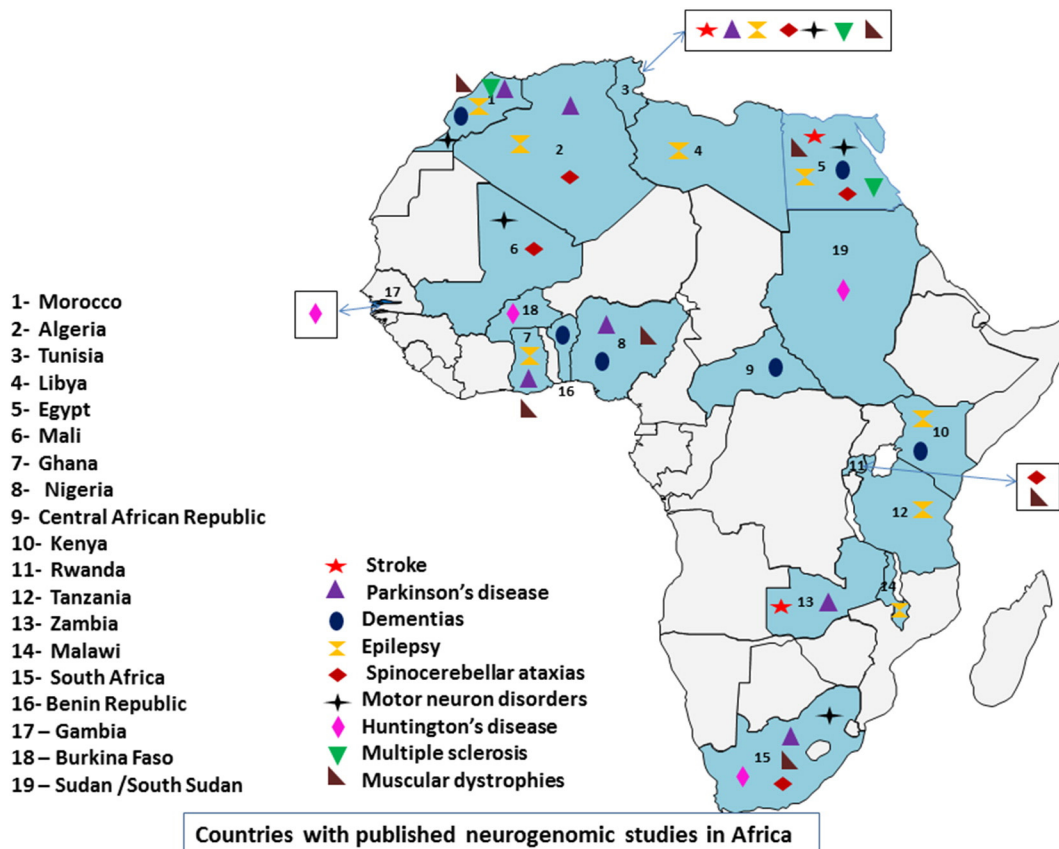 3
1
2
4
5
19
6
17
18
7
8
16
9
10
11
12
13
14
15
1- Morocco
2- Algeria
3- Tunisia
4- Libya
5- Egypt
6- Mali
7- Ghana
8- Nigeria
9- Central African Republic
10- Kenya
11- Rwanda
12- Tanzania
13- Zambia
14- Malawi
15- South Africa
16- Benin Republic
17 – Gambia
18 – Burkina Faso
19 – Sudan /South Sudan
Stroke
Parkinson's disease
Dementias
Epilepsy
Spinocerebellar ataxias
Motor neuron disorders
Huntington's disease
Multiple sclerosis
Muscular dystrophies
Countries with published neurogenomic studies in Africa